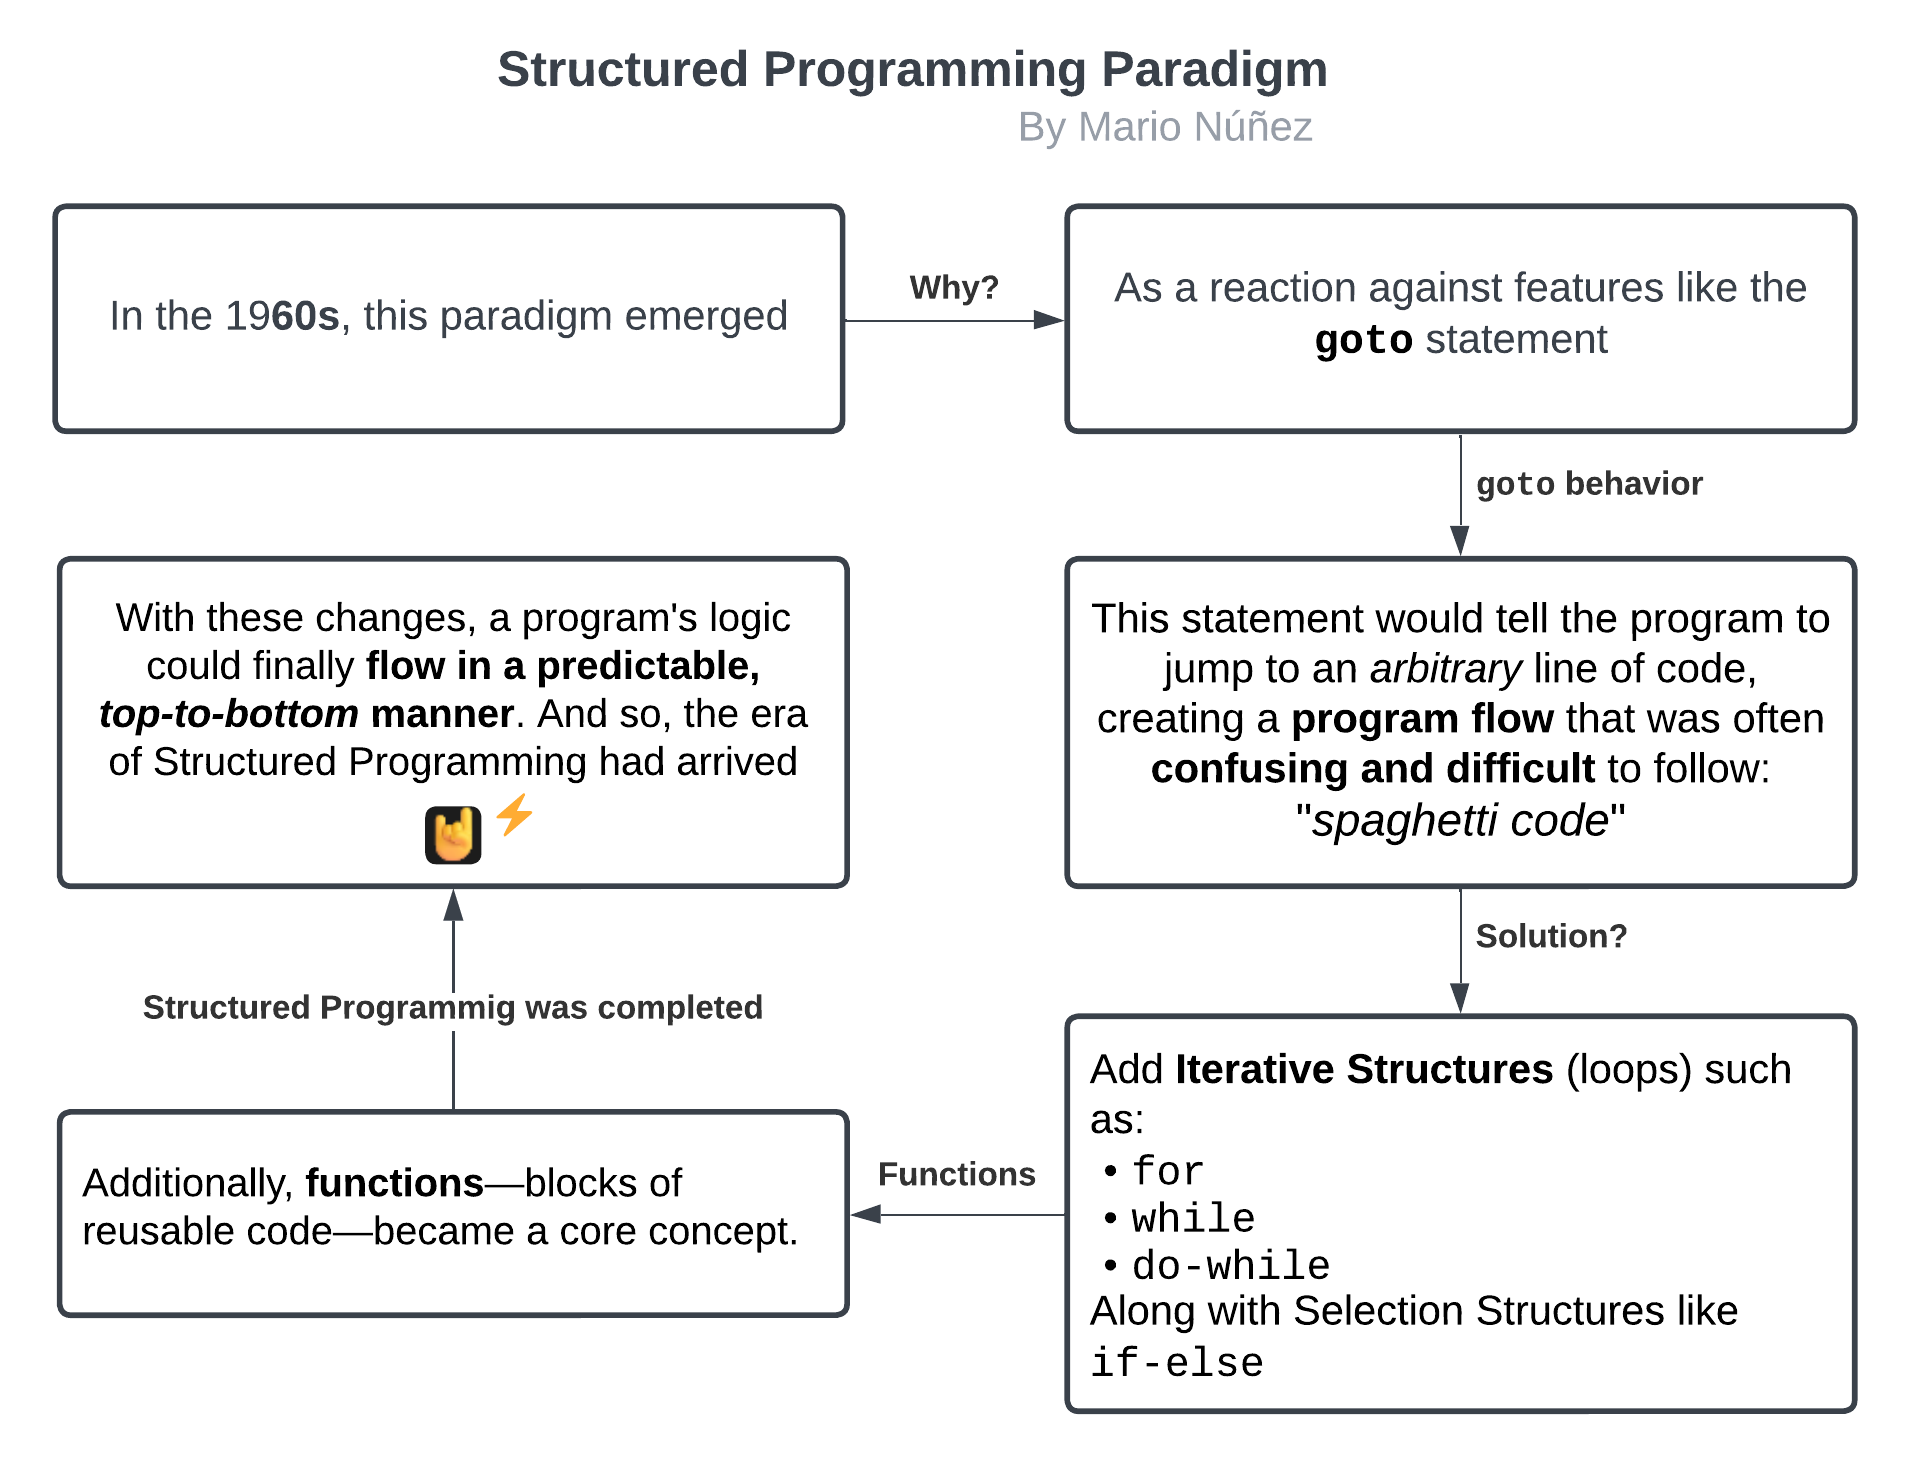 Structured Programming Paradigm
By Mario Núñez
In the 1960s, this paradigm emerged
Why?
As a reaction against features like the
goto statement
goto behavior
This statement would tell the program to
jump to an arbitrary line of code,
creating a program flow that was often
confusing and difficult to follow:
"spaghetti code"
Solution?
Add Iterative Structures (loops) such
as:
• for
• while
• do-while
Along with Selection Structures like
if-else
Functions
Additionally, functions—blocks of
reusable code—became a core concept.
Structured Programmig was completed
With these changes, a program's logic
could finally flow in a predictable,
top-to-bottom manner. And so, the era
of Structured Programming had arrived
🤘⚡